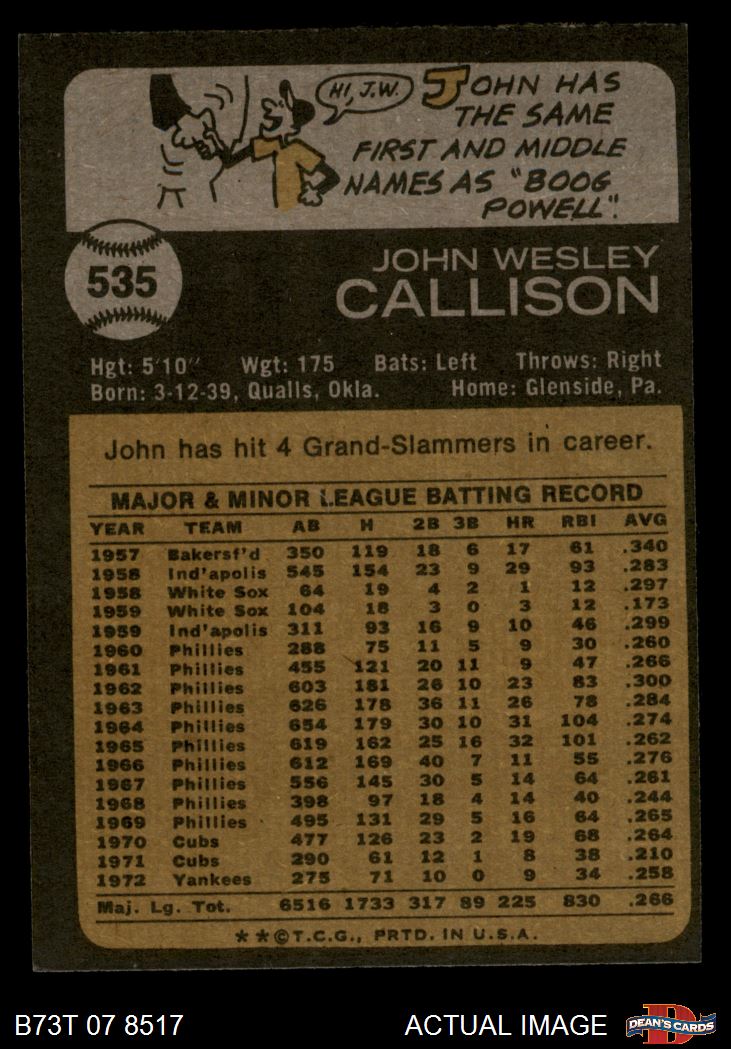 HI, J.W.
JOHN HAS
THE SAME
FIRST AND MIDDLE
NAMES AS "BOOG
POWELL".
535
JOHN WESLEY
CALLISON
Hgt: 5'10" Wgt: 175 Bats: Left Throws: Right
Born: 3-12-39, Qualls, Okla. Home: Glenside, Pa.
John has hit 4 Grand-Slammers in career.
MAJOR & MINOR LEAGUE BATTING RECORD
YEAR TEAM AB H 2B 3B HR RBI AVG
1957 Bakersf'd 350 119 18 6 17 61 .340
1958 Ind'apolis 545 154 23 9 29 93 .283
1958 White Sox 64 19 4 2 1 12 .297
1959 White Sox 104 18 3 0 3 12 .173
1959 Ind'apolis 311 93 16 9 10 46 .299
1960 Phillies 288 75 11 5 9 30 .260
1961 Phillies 455 121 20 11 9 47 .266
1962 Phillies 603 181 26 10 23 83 .300
1963 Phillies 626 178 36 11 26 78 .284
1964 Phillies 654 179 30 10 31 104 .274
1965 Phillies 619 162 25 16 32 101 .262
1966 Phillies 612 169 40 7 11 55 .276
1967 Phillies 556 145 30 5 14 64 .261
1968 Phillies 398 97 18 4 14 40 .244
1969 Phillies 495 131 29 5 16 64 .265
1970 Cubs 477 126 23 2 19 68 .264
1971 Cubs 290 61 12 1 8 38 .210
1972 Yankees 275 71 10 0 9 34 .258
Maj. Lg. Tot. 6516 1733 317 89 225 830 .266
**©T.C.G., PRTD. IN U.S.A.
B73T 07 8517 ACTUAL IMAGE
D
DEAN'S CARDS